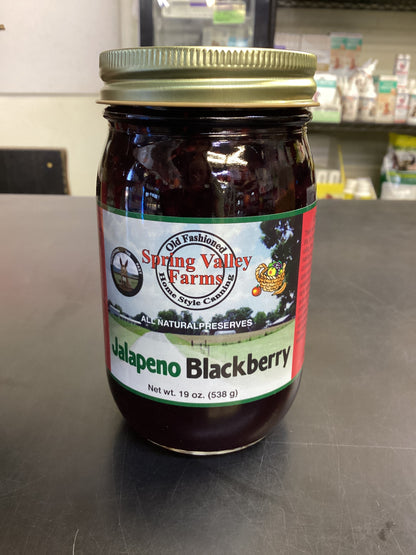 Old Fashioned
Spring Valley
Farms
Home Style Canning
ALL NATURAL PRESERVES
Jalapeno Blackberry
Net wt. 19 oz. (538 g)